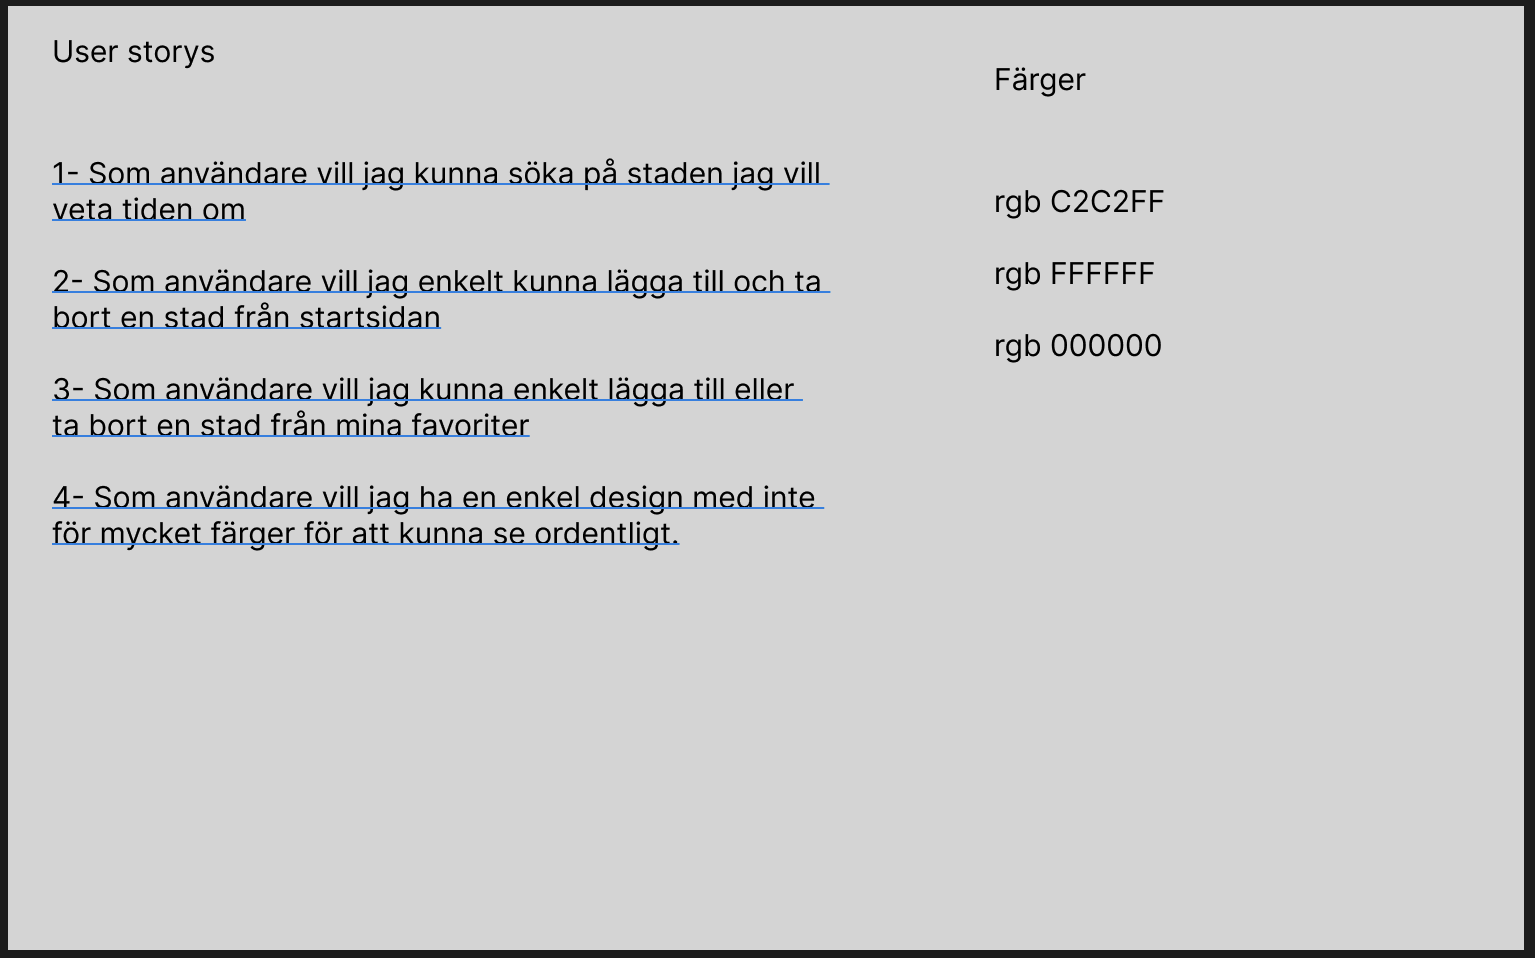 User storys
1- Som användare vill jag kunna söka på staden jag vill
veta tiden om
2- Som användare vill jag enkelt kunna lägga till och ta
bort en stad från startsidan
3- Som användare vill jag kunna enkelt lägga till eller
ta bort en stad från mina favoriter
4- Som användare vill jag ha en enkel design med inte
för mycket färger för att kunna se ordentligt.
Färger
rgb C2C2FF
rgb FFFFFF
rgb 000000